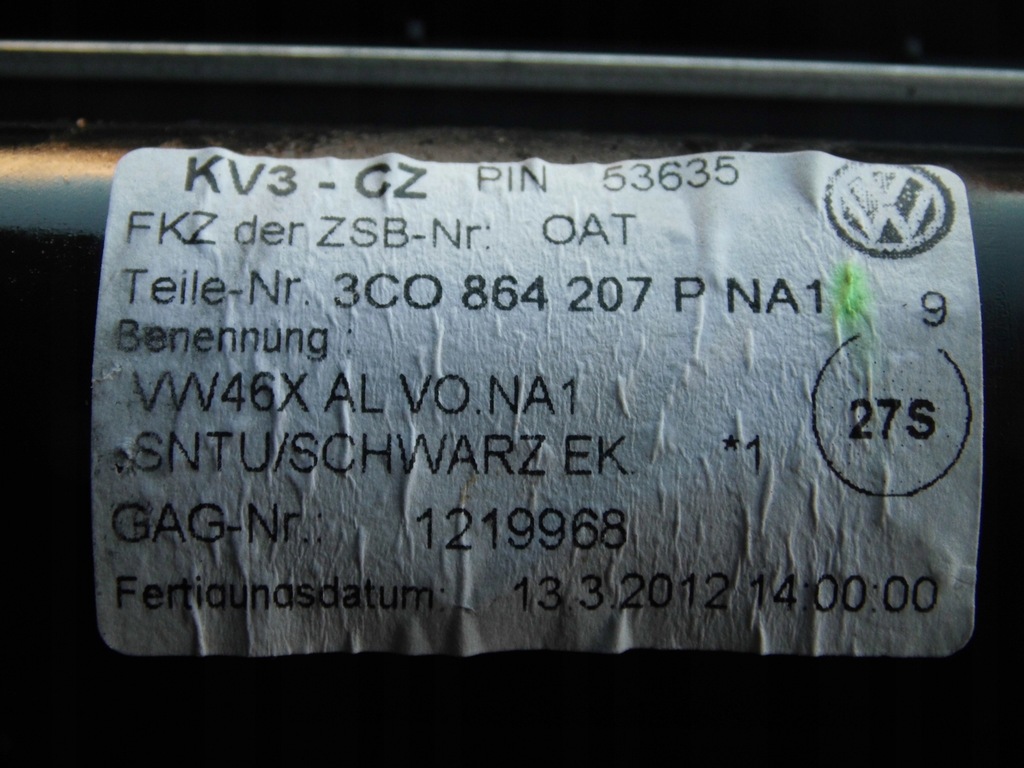 KV3 - CZ PIN 53635
FKZ der ZSB-Nr: OAT
Teile-Nr. 3CO 864 207 P NA1 9
Benennung :
VW46X AL VO.NA1
SNTU/SCHWARZ EK. *1
27S
GAG-Nr.: 1219968
Fertigungsdatum: 13.3.2012 14:00:00